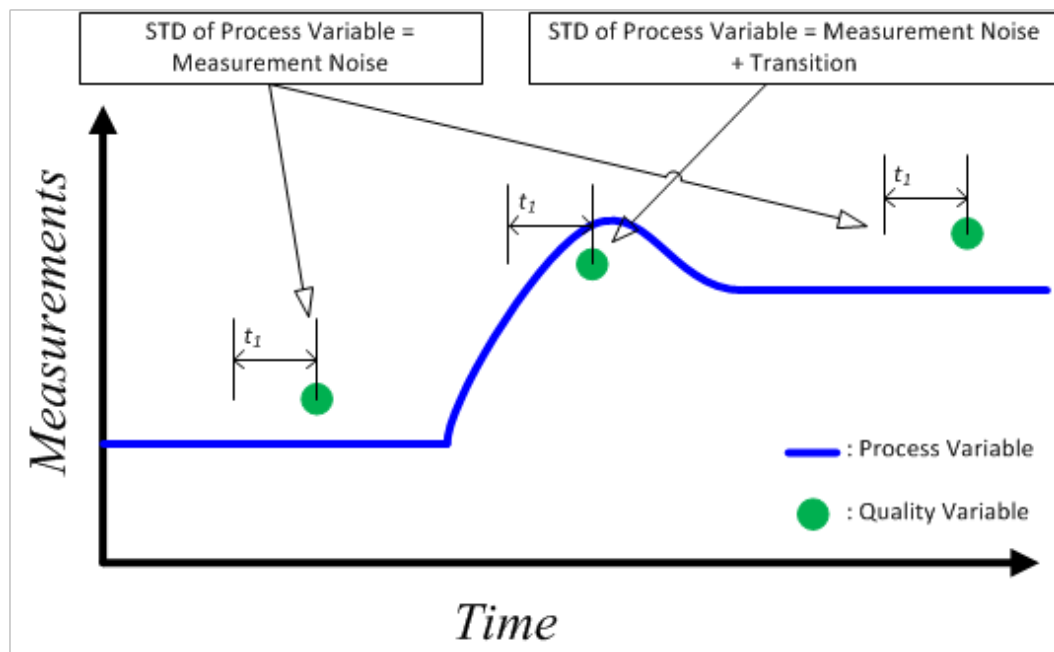 STD of Process Variable =
Measurement Noise
STD of Process Variable = Measurement Noise
+ Transition
Measurements
t1
t1
t1
: Process Variable
: Quality Variable
Time